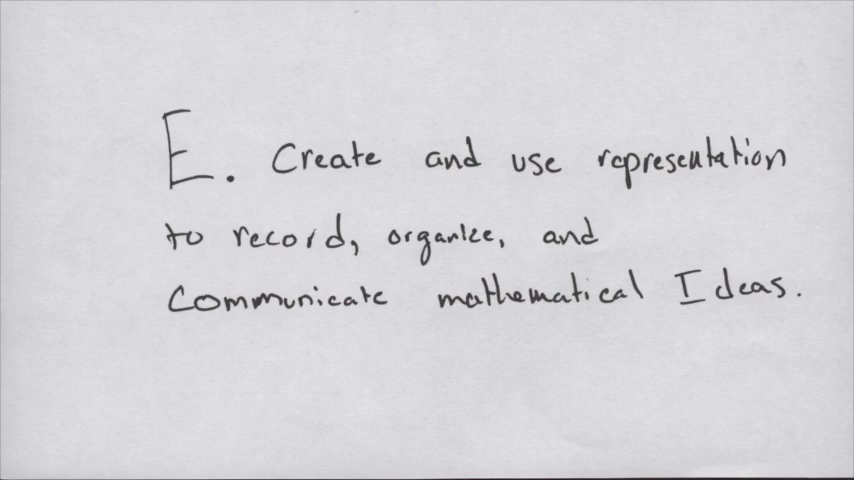 E. Create and use representation
to record, organize, and
Communicate mathematical Ideas.